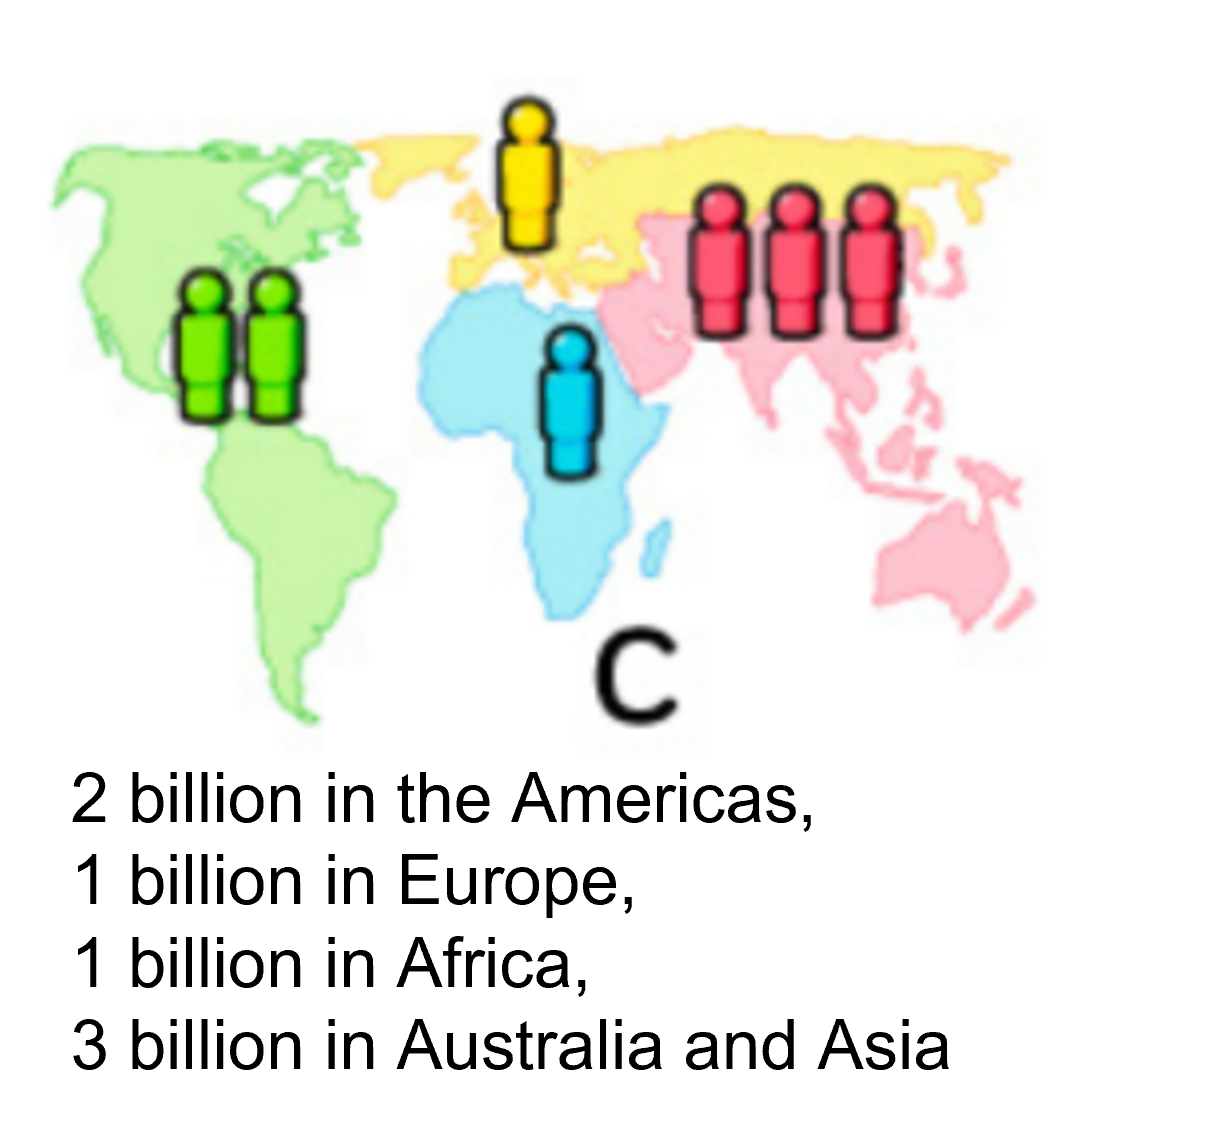 C
2 billion in the Americas,
1 billion in Europe,
1 billion in Africa,
3 billion in Australia and Asia